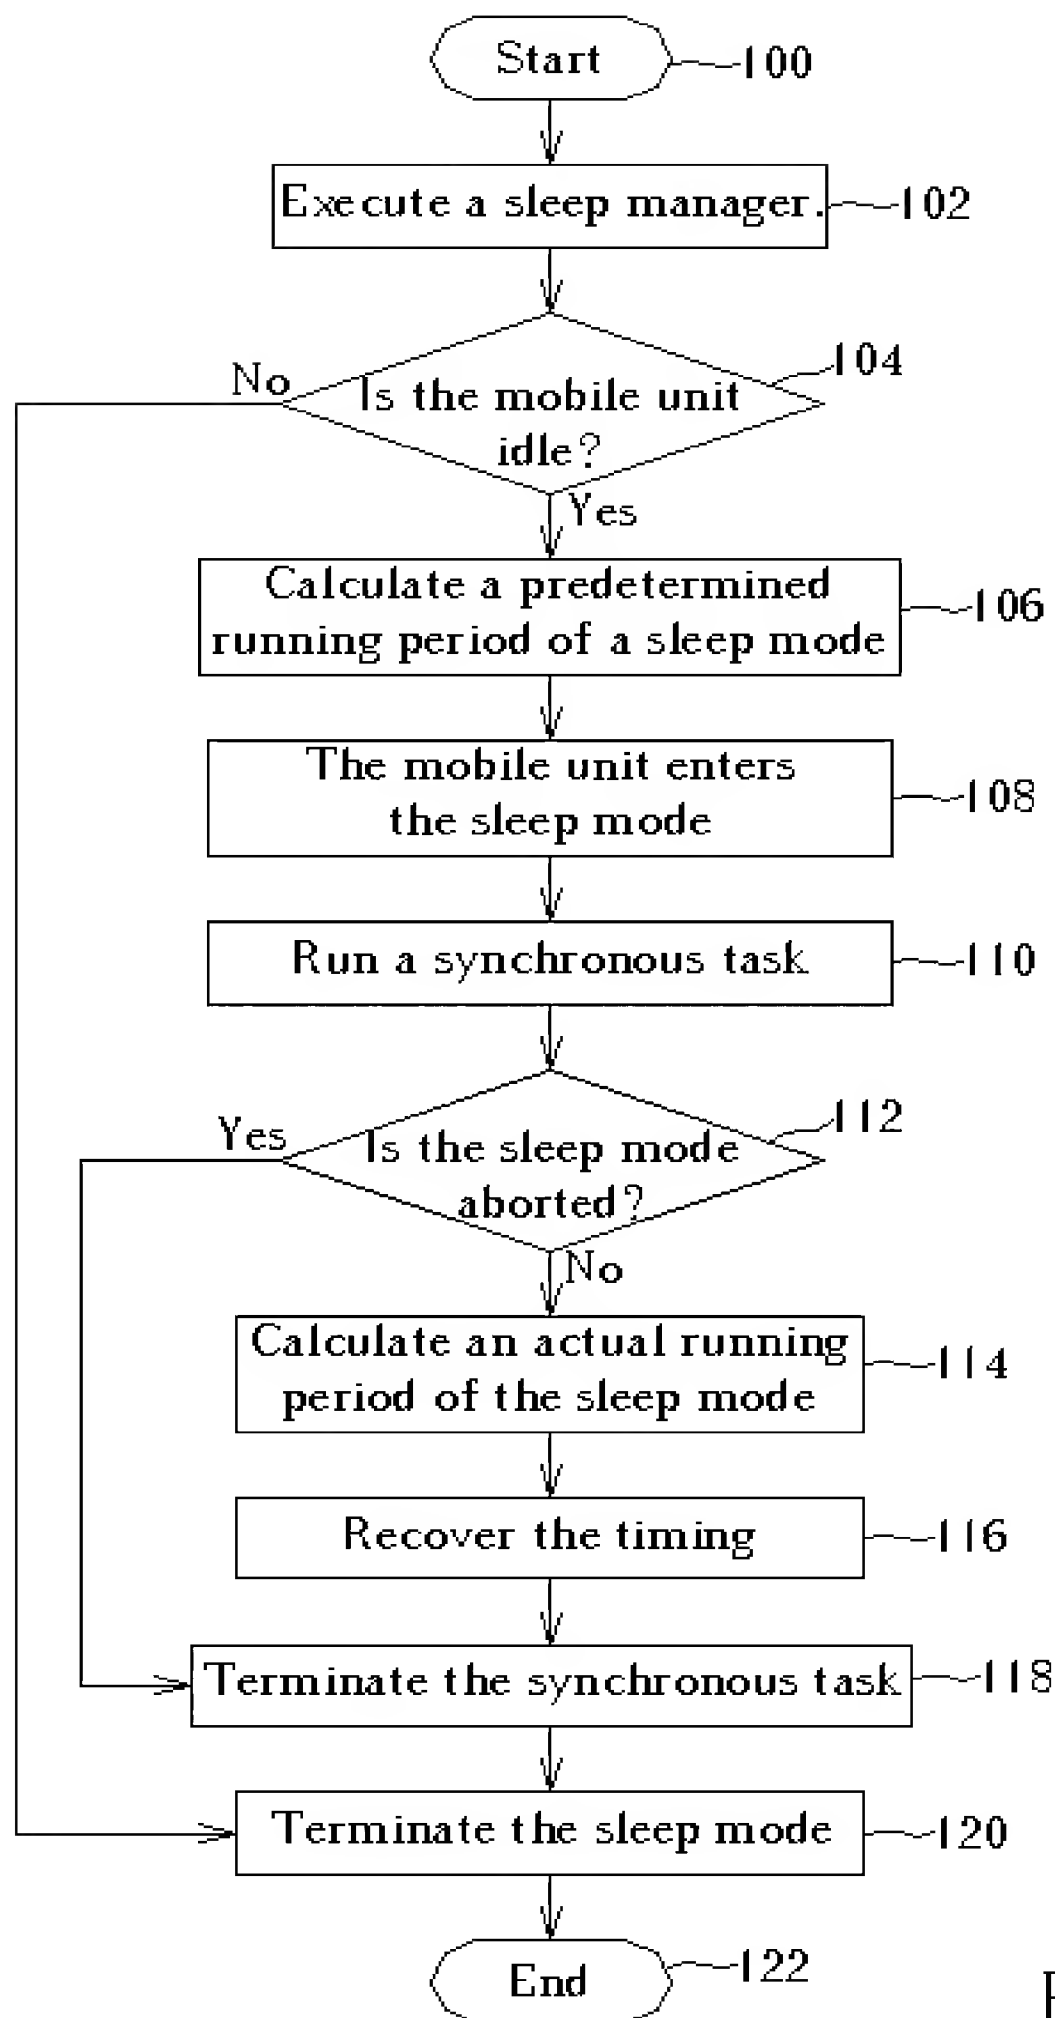 Start
100
Execute a sleep manager.
102
104
No
Is the mobile unit
idle?
Yes
Calculate a predetermined
running period of a sleep mode
106
The mobile unit enters
the sleep mode
108
Run a synchronous task
110
112
Yes
Is the sleep mode
aborted?
No
Calculate an actual running
period of the sleep mode
114
Recover the timing
116
Terminate the synchronous task
118
Terminate the sleep mode
120
End
122